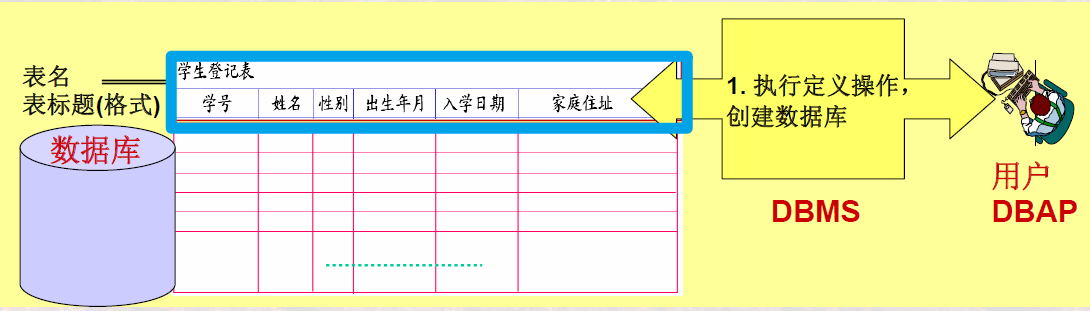 表名
表标题(格式)
数据库
学生登记表
学号 姓名 性别 出生年月 入学日期 家庭住址
1. 执行定义操作，
创建数据库
DBMS
用户
DBAP